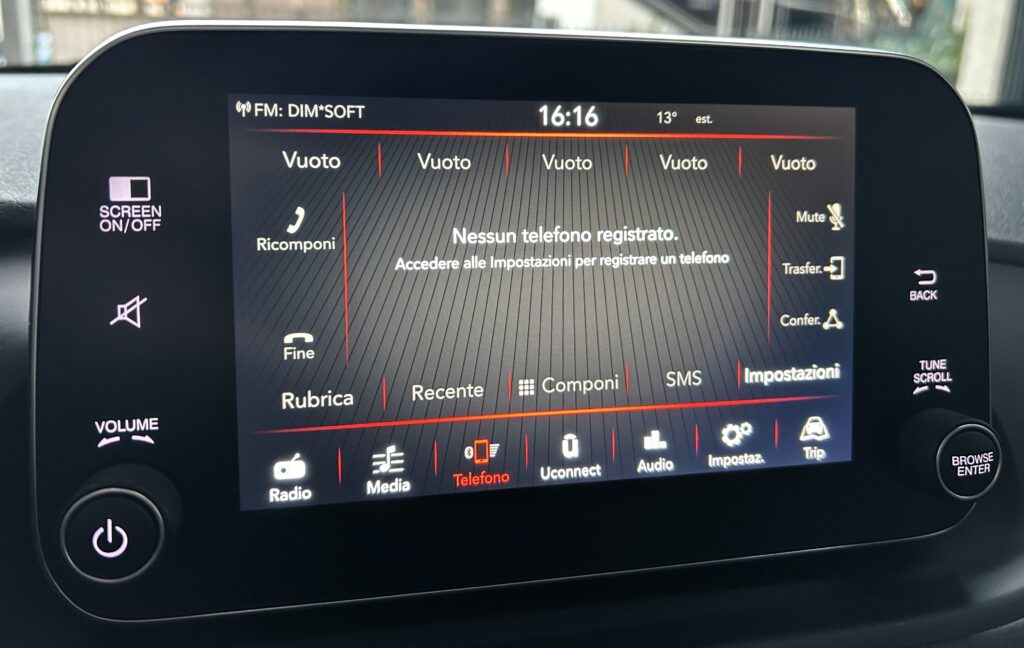 FM: DIM*SOFT 16:16 13° est.
Vuoto Vuoto Vuoto Vuoto Vuoto
SCREEN
ON/OFF
Ricomponi
Nessun telefono registrato.
Accedere alle Impostazioni per registrare un telefono
Mute
Trasfer.
Confer.
BACK
Fine
Rubrica Recente Componi SMS Impostazioni
TUNE
SCROLL
VOLUME
Radio Media Telefono Uconnect Audio Impostaz. Trip
BROWSE
ENTER